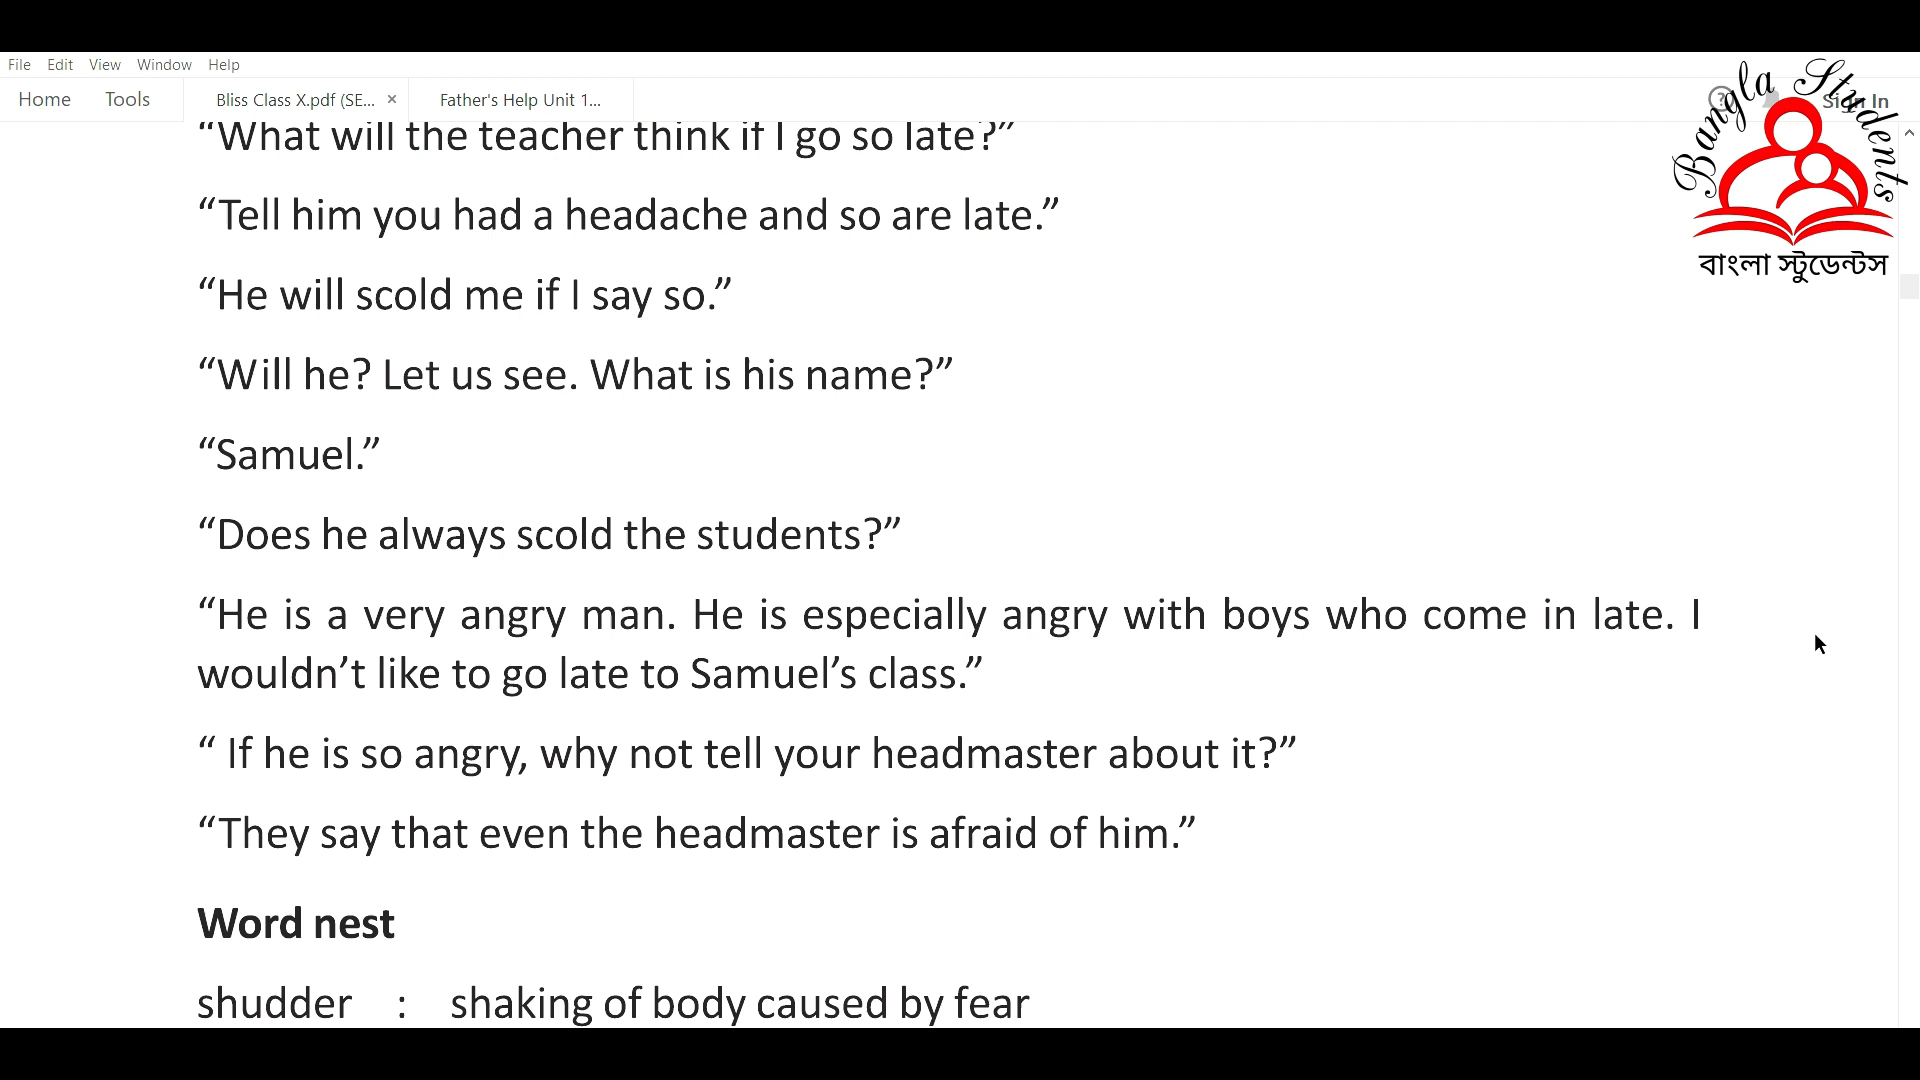 File Edit View Window Help
Home Tools Bliss Class X.pdf (SE... × Father's Help Unit 1... Sign In
Bangla Students
বাংলা স্টুডেন্টস
“What will the teacher think if I go so late?”
“Tell him you had a headache and so are late.”
“He will scold me if I say so.”
“Will he? Let us see. What is his name?”
“Samuel.”
“Does he always scold the students?”
“He is a very angry man. He is especially angry with boys who come in late. I
wouldn’t like to go late to Samuel’s class.”
“ If he is so angry, why not tell your headmaster about it?”
“They say that even the headmaster is afraid of him.”
Word nest
shudder : shaking of body caused by fear